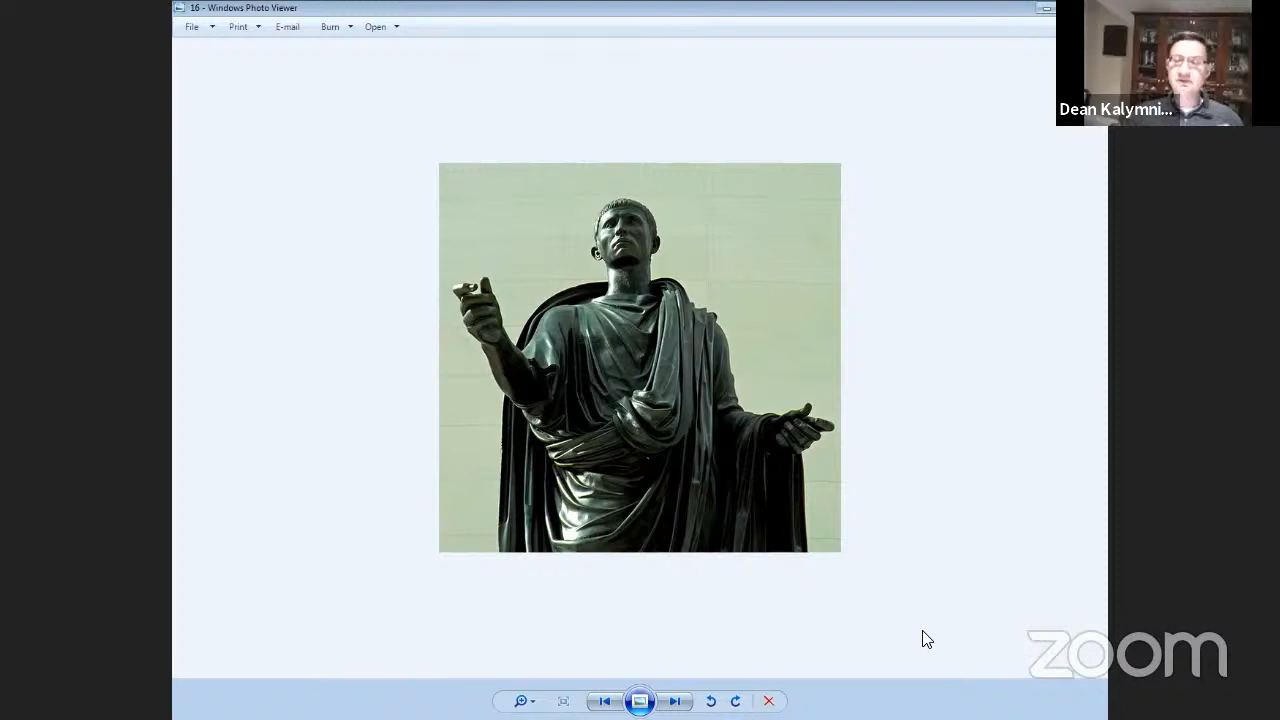 16 - Windows Photo Viewer
File Print E-mail Burn Open
Dean Kalymni...
zoom